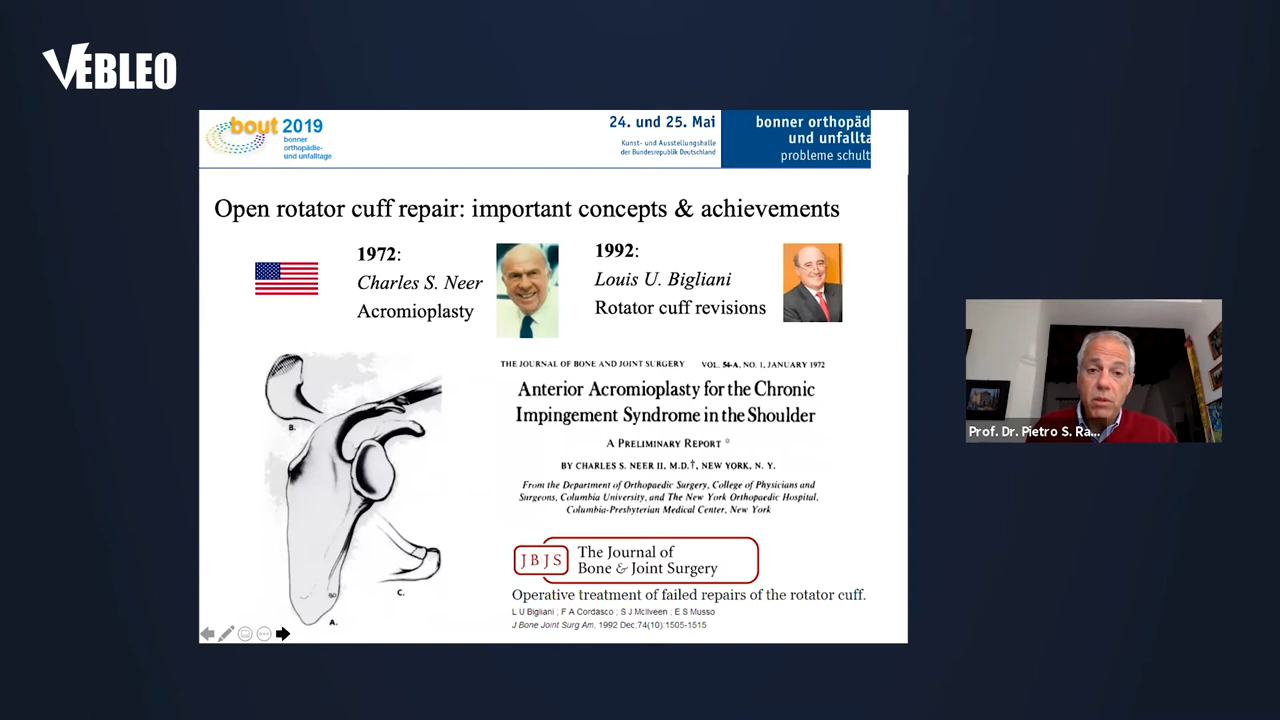 VEBLEO
bout 2019
bonner
orthopädie-
und unfalltage
24. und 25. Mai
Kunst- und Ausstellungshalle
der Bundesrepublik Deutschland
bonner orthopäd
und unfallta
probleme schult
Open rotator cuff repair: important concepts & achievements
1972:
Charles S. Neer
Acromioplasty
1992:
Louis U. Bigliani
Rotator cuff revisions
THE JOURNAL OF BONE AND JOINT SURGERY VOL. 54-A, NO. 1, JANUARY 1972
Anterior Acromioplasty for the Chronic
Impingement Syndrome in the Shoulder
A PRELIMINARY REPORT *
BY CHARLES S. NEER II, M.D.†, NEW YORK, N. Y.
From the Department of Orthopaedic Surgery, College of Physicians and
Surgeons, Columbia University, and The New York Orthopaedic Hospital,
Columbia-Presbyterian Medical Center, New York
B.
C.
A.
JBJS
The Journal of
Bone & Joint Surgery
Operative treatment of failed repairs of the rotator cuff.
L U Bigliani ; F A Cordasco ; S J McIlveen ; E S Musso
J Bone Joint Surg Am, 1992 Dec;74(10):1505-1515
Prof. Dr. Pietro S. Ra...